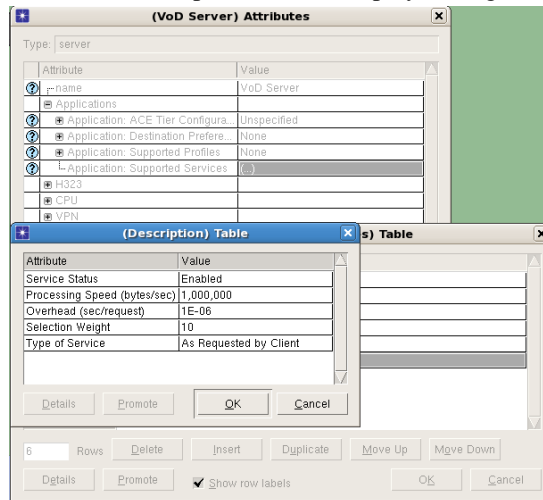 (VoD Server) Attributes
Type: server
Attribute Value
name VoD Server
Applications
Application: ACE Tier Configura... Unspecified
Application: Destination Prefere... None
Application: Supported Profiles None
Application: Supported Services (...)
H323
CPU
VPN
(Description) Table
s) Table
Attribute Value
Service Status Enabled
Processing Speed (bytes/sec) 1,000,000
Overhead (sec/request) 1E-06
Selection Weight 10
Type of Service As Requested by Client
Details Promote OK Cancel
6 Rows Delete Insert Duplicate Move Up Move Down
Details Promote Show row labels OK Cancel